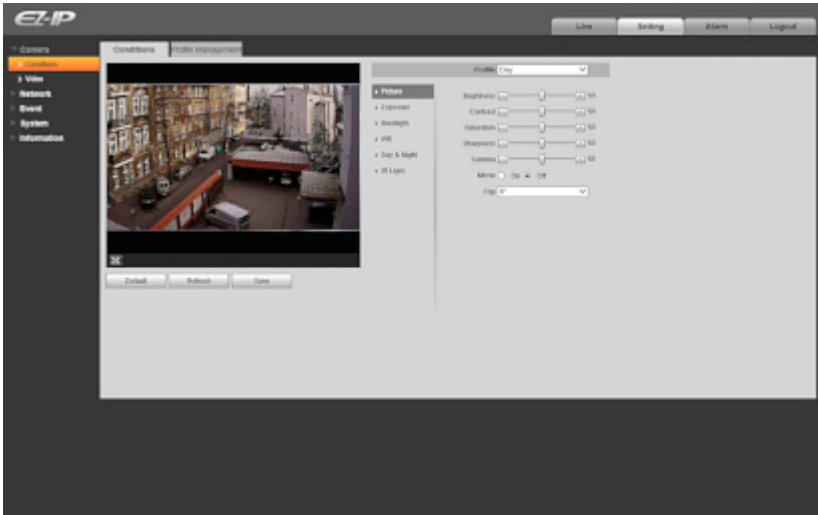 EZ-IP
Live
Setting
Alarm
Logout
Camera
Conditions
Video
Network
Event
System
Information
Conditions
Profile Management
Profile
Day
Picture
Exposure
Backlight
WB
Day & Night
IR Light
Brightness
50
Contrast
50
Saturation
50
Sharpness
50
Gamma
50
Mirror
On
Off
Flip
0°
Default
Refresh
Save